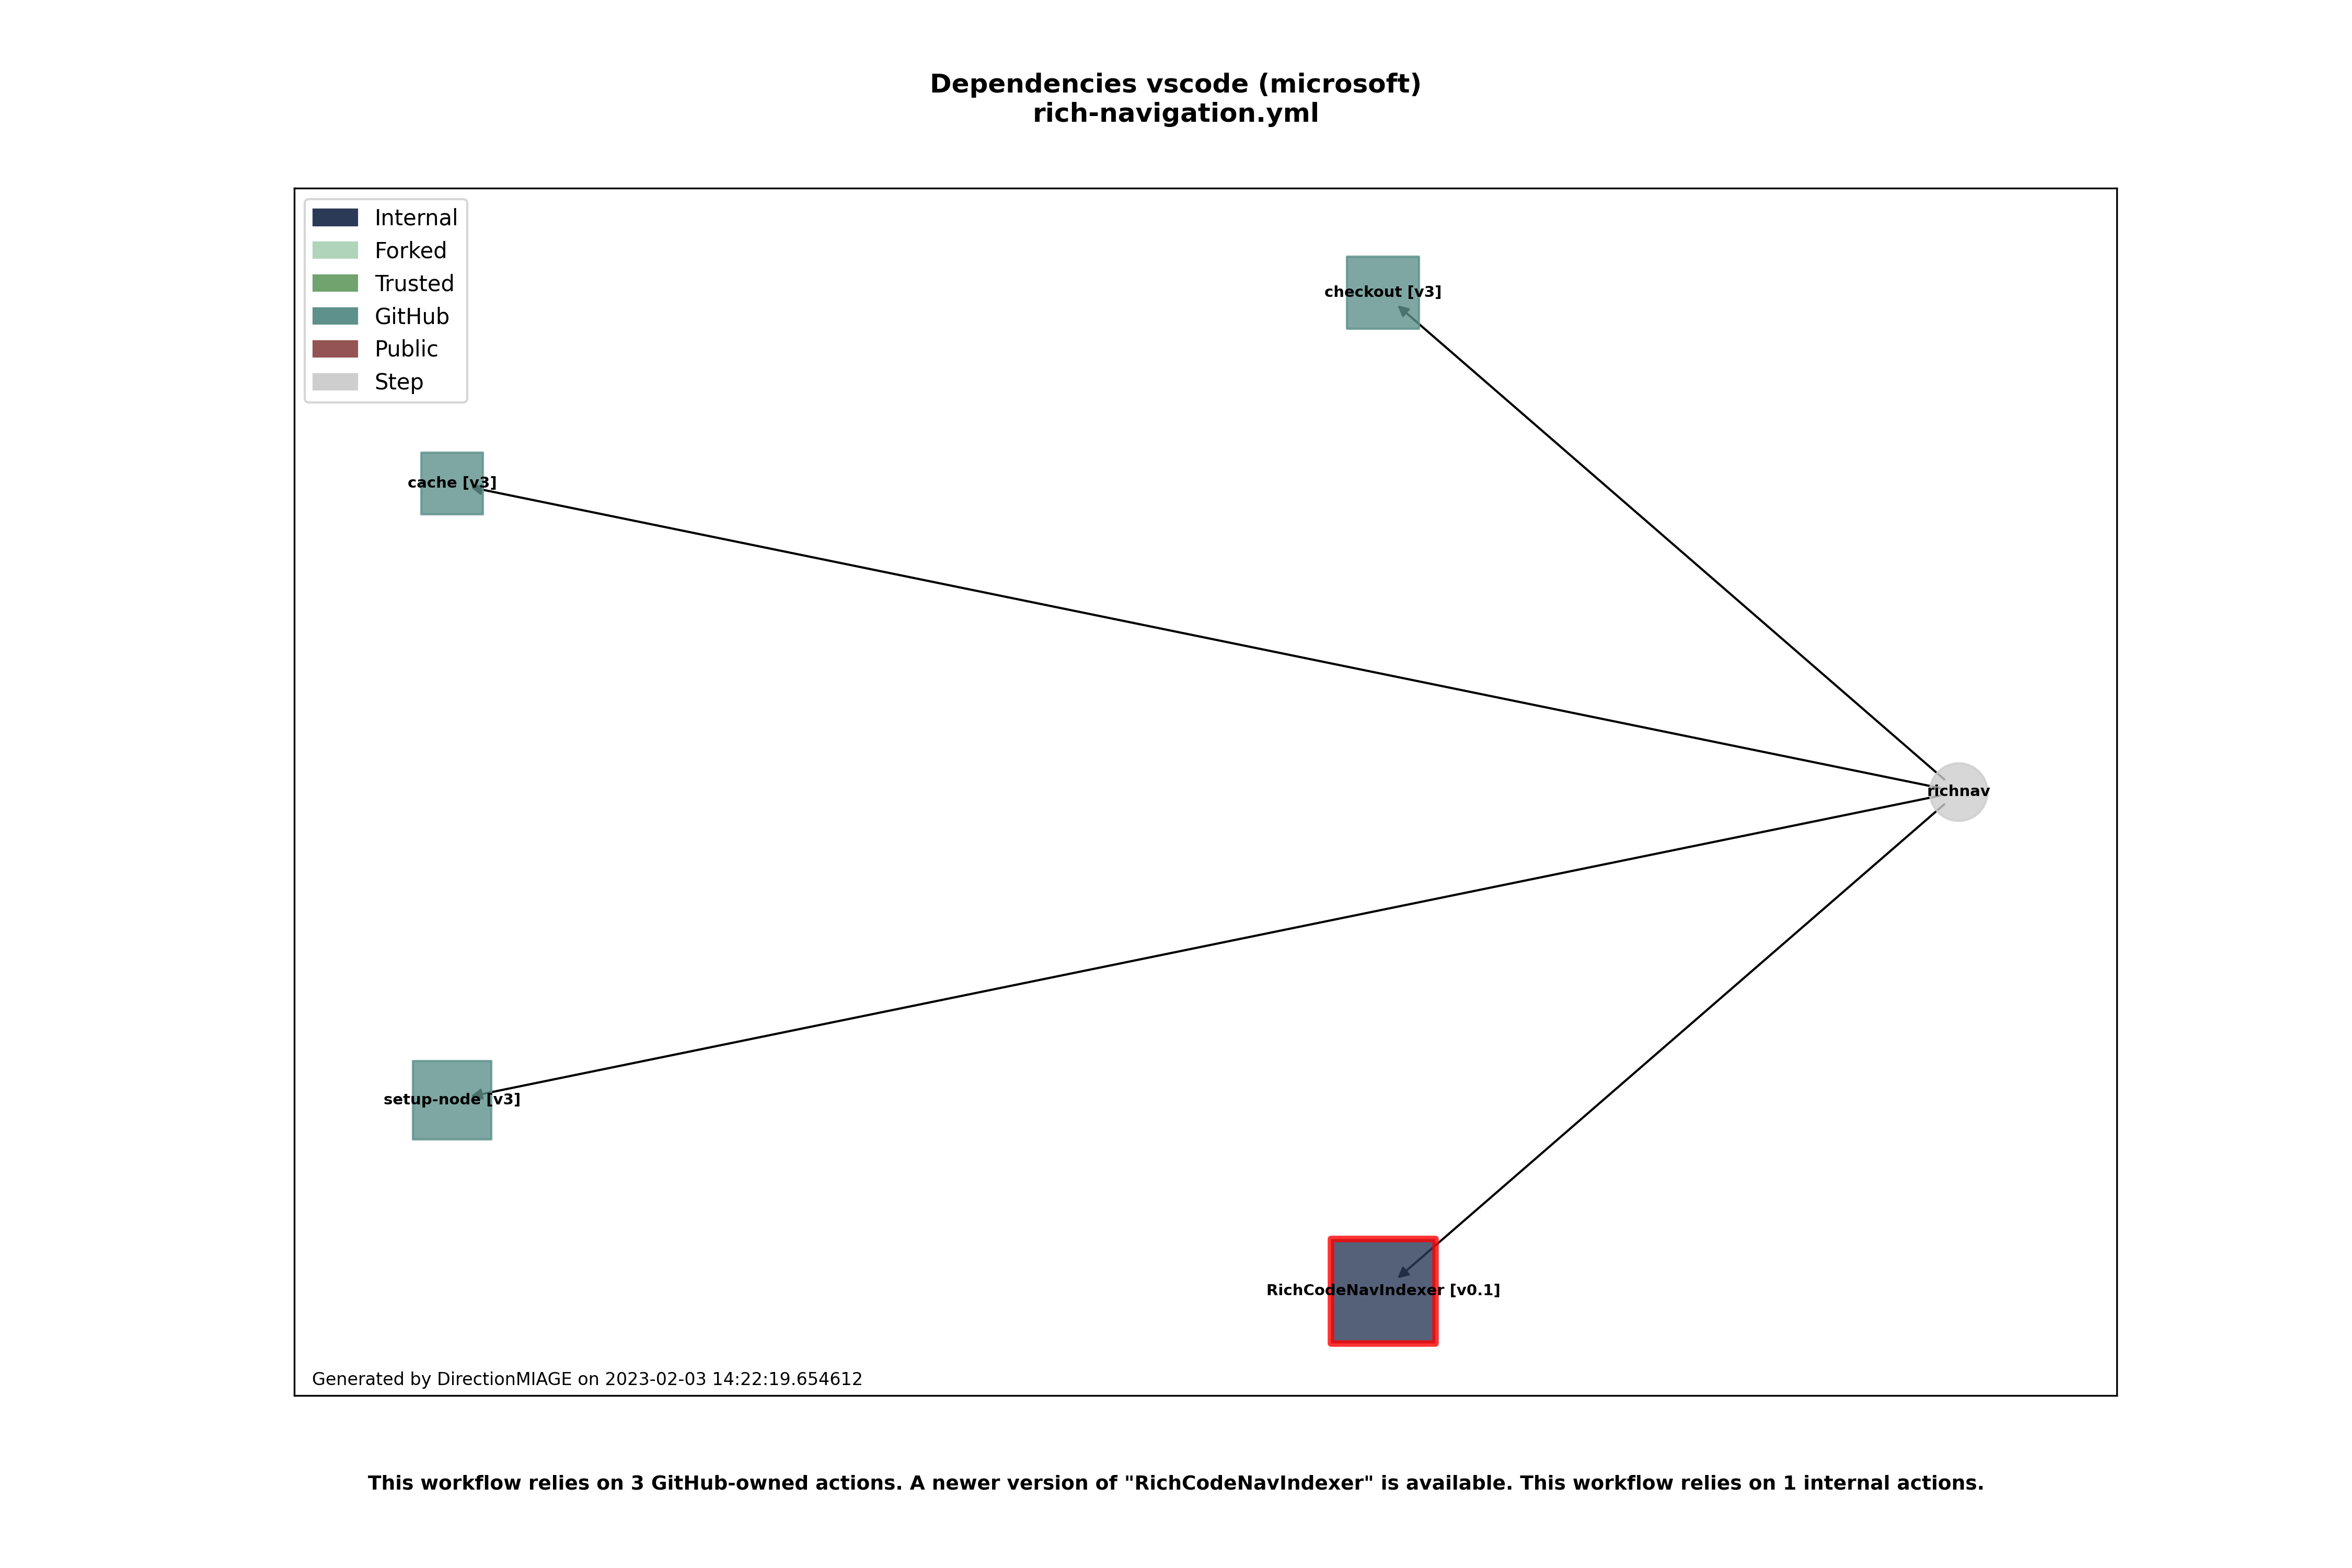 Dependencies vscode (microsoft)
rich-navigation.yml
Internal
Forked
Trusted
GitHub
Public
Step
checkout [v3]
cache [v3]
richnav
setup-node [v3]
RichCodeNavIndexer [v0.1]
Generated by DirectionMIAGE on 2023-02-03 14:22:19.654612
This workflow relies on 3 GitHub-owned actions. A newer version of "RichCodeNavIndexer" is available. This workflow relies on 1 internal actions.